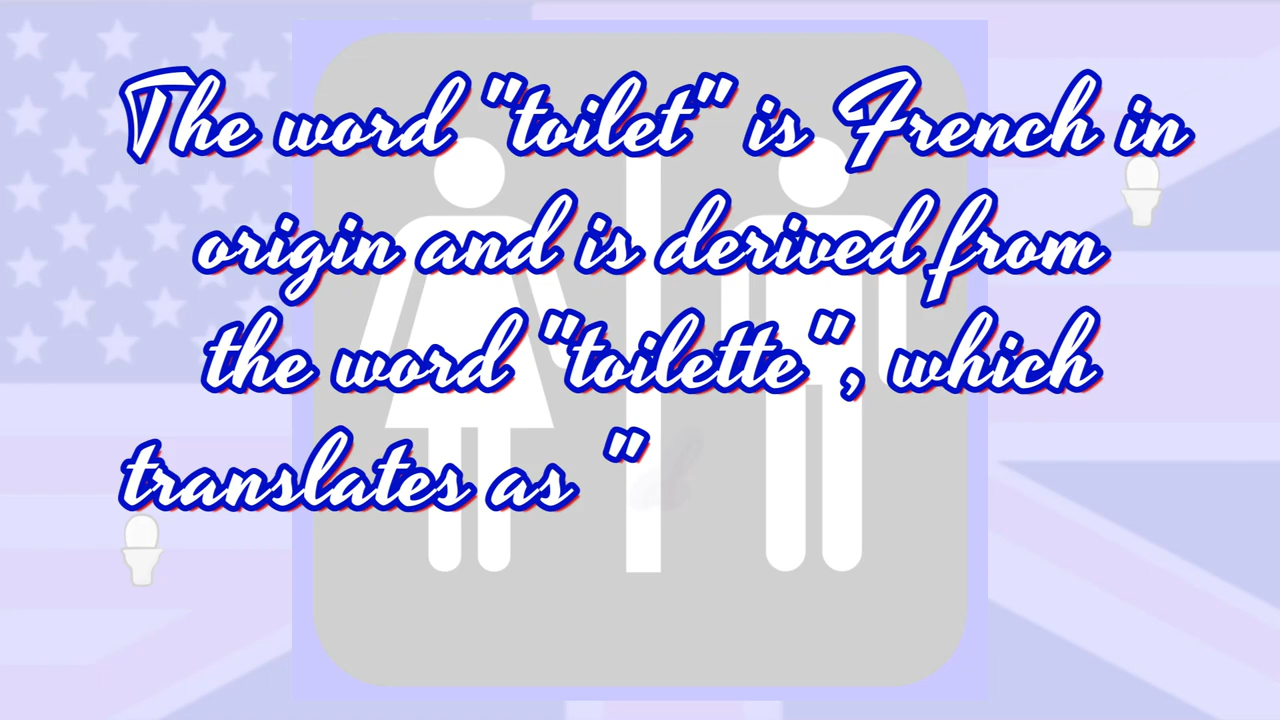 The word "toilet" is French in
origin and is derived from
the word "toilette", which
translates as "